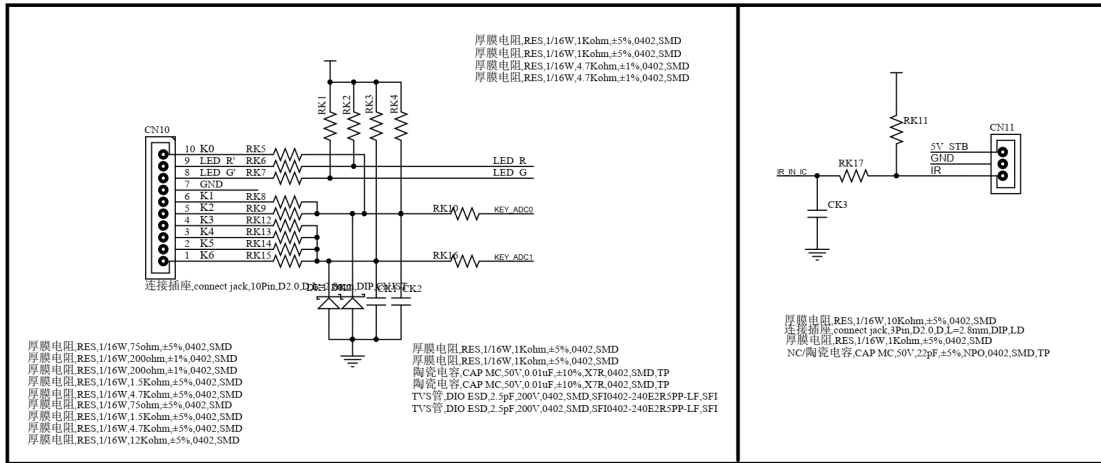 厚膜电阻,RES,1/16W,1Kohm,±5%,0402,SMD
厚膜电阻,RES,1/16W,1Kohm,±5%,0402,SMD
厚膜电阻,RES,1/16W,4.7Kohm,±1%,0402,SMD
厚膜电阻,RES,1/16W,4.7Kohm,±1%,0402,SMD
RK1
RK2
RK3
RK4
CN10
10 K0 RK5
9 LED_R' RK6 LED_R
8 LED_G' RK7 LED_G
7 GND
6 K1 RK8
5 K2 RK9 RK10 KEY_ADC0
4 K3 RK12
3 K4 RK13
2 K5 RK14
1 K6 RK15 RK16 KEY_ADC1
连接插座,connect jack,10Pin,D2.0,D,L=2.8mm,DIP,CNJST
DK1 DK2 CK1 CK2
厚膜电阻,RES,1/16W,75ohm,±5%,0402,SMD
厚膜电阻,RES,1/16W,200ohm,±1%,0402,SMD
厚膜电阻,RES,1/16W,200ohm,±1%,0402,SMD
厚膜电阻,RES,1/16W,1.5Kohm,±5%,0402,SMD
厚膜电阻,RES,1/16W,4.7Kohm,±5%,0402,SMD
厚膜电阻,RES,1/16W,75ohm,±5%,0402,SMD
厚膜电阻,RES,1/16W,1.5Kohm,±5%,0402,SMD
厚膜电阻,RES,1/16W,4.7Kohm,±5%,0402,SMD
厚膜电阻,RES,1/16W,12Kohm,±5%,0402,SMD
厚膜电阻,RES,1/16W,1Kohm,±5%,0402,SMD
厚膜电阻,RES,1/16W,1Kohm,±5%,0402,SMD
陶瓷电容,CAP MC,50V,0.01uF,±10%,X7R,0402,SMD,TP
陶瓷电容,CAP MC,50V,0.01uF,±10%,X7R,0402,SMD,TP
TVS管,DIO ESD,2.5pF,200V,0402,SMD,SFI0402-240E2R5PP-LF,SFI
TVS管,DIO ESD,2.5pF,200V,0402,SMD,SFI0402-240E2R5PP-LF,SFI
RK11
CN11
5V_STB
GND
IR
IR_IN_IC
RK17
CK3
厚膜电阻,RES,1/16W,10Kohm,±5%,0402,SMD
连接插座,connect jack,3Pin,D2.0,D,L=2.8mm,DIP,LD
厚膜电阻,RES,1/16W,1Kohm,±5%,0402,SMD
NC/陶瓷电容,CAP MC,50V,22pF,±5%,NPO,0402,SMD,TP